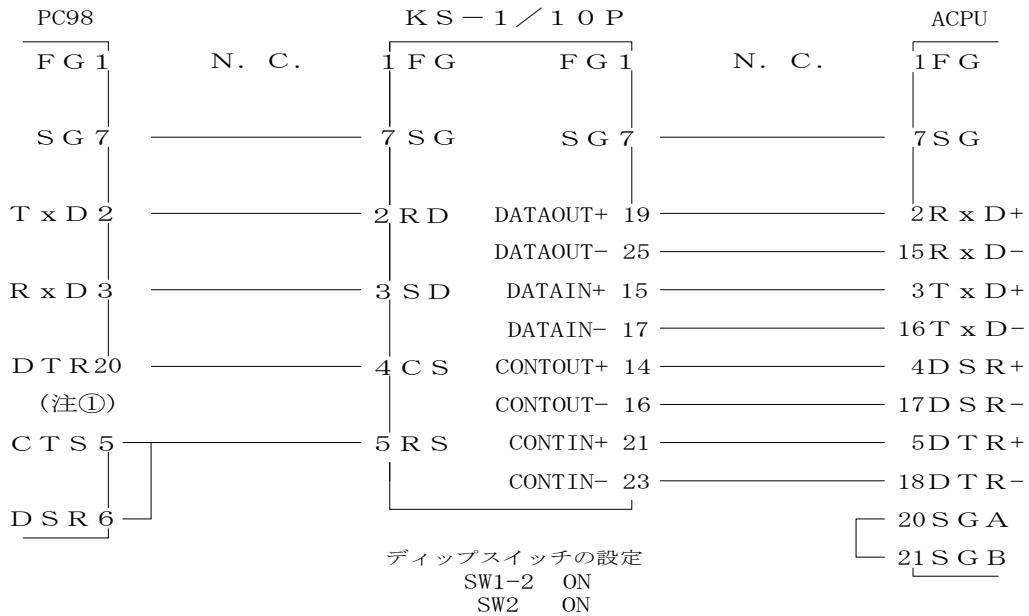 PC98 KS-1/10P ACPU
FG1 N. C. 1FG FG1 N. C. 1FG
SG7 7SG SG7 7SG
TxD2 2RD DATAOUT+ 19 2RxD+
DATAOUT- 25 15RxD-
RxD3 3SD DATAIN+ 15 3TxD+
DATAIN- 17 16TxD-
DTR20 4CS CONTOUT+ 14 4DSR+
(注①) CONTOUT- 16 17DSR-
CTS5 5RS CONTIN+ 21 5DTR+
CONTIN- 23 18DTR-
DSR6 20SGA
21SGB
ディップスイッチの設定
SW1-2 ON
SW2 ON